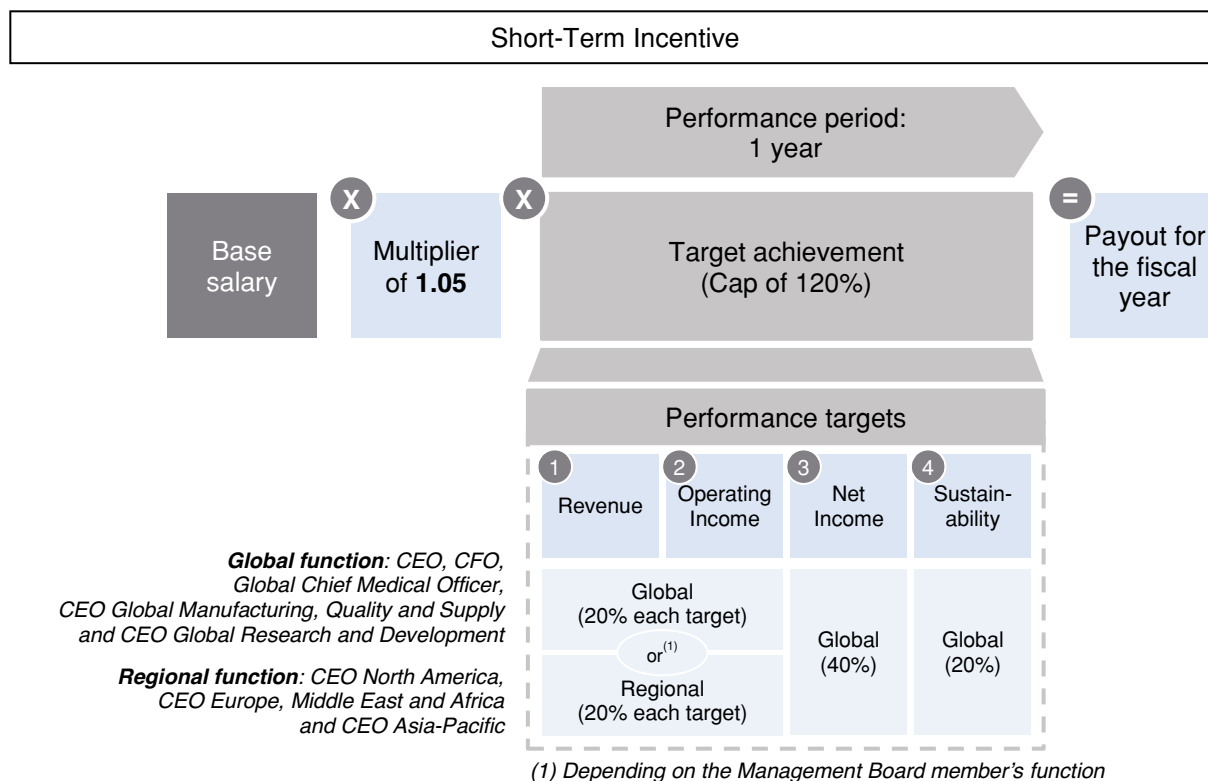 Short-Term Incentive
Performance period:
1 year
Base
salary
X
Multiplier
of 1.05
X
Target achievement
(Cap of 120%)
=
Payout for
the fiscal
year
Performance targets
1
Revenue
2
Operating
Income
3
Net
Income
4
Sustain-
ability
Global function: CEO, CFO,
Global Chief Medical Officer,
CEO Global Manufacturing, Quality and Supply
and CEO Global Research and Development
Regional function: CEO North America,
CEO Europe, Middle East and Africa
and CEO Asia-Pacific
Global
(20% each target)
or(1)
Regional
(20% each target)
Global
(40%)
Global
(20%)
(1) Depending on the Management Board member's function